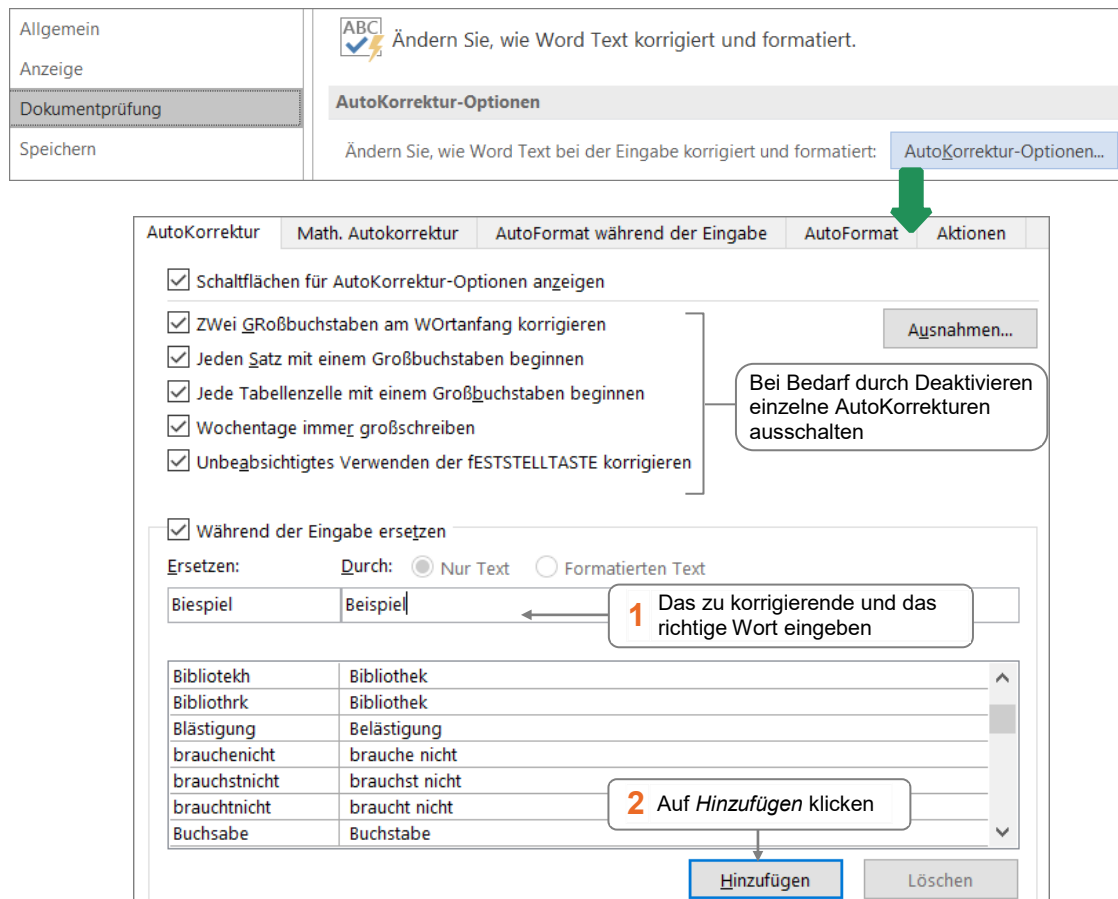 Allgemein
Anzeige
Dokumentprüfung
Speichern
ABC
Ändern Sie, wie Word Text korrigiert und formatiert.
AutoKorrektur-Optionen
Ändern Sie, wie Word Text bei der Eingabe korrigiert und formatiert:
AutoKorrektur-Optionen...
AutoKorrektur
Math. Autokorrektur
AutoFormat während der Eingabe
AutoFormat
Aktionen
Schaltflächen für AutoKorrektur-Optionen anzeigen
ZWei GRoßbuchstaben am WOrtanfang korrigieren
Ausnahmen...
Jeden Satz mit einem Großbuchstaben beginnen
Jede Tabellenzelle mit einem Großbuchstaben beginnen
Wochentage immer großschreiben
Unbeabsichtigtes Verwenden der fESTSTELLTASTE korrigieren
Bei Bedarf durch Deaktivieren
einzelne AutoKorrekturen
ausschalten
Während der Eingabe ersetzen
Ersetzen:
Durch:
Nur Text
Formatierten Text
Biespiel
Beispiel
1 Das zu korrigierende und das
richtige Wort eingeben
Bibliotekh Bibliothek
Bibliothrk Bibliothek
Blästigung Belästigung
brauchenicht brauche nicht
brauchstnicht brauchst nicht
brauchtnicht braucht nicht
Buchsabe Buchstabe
2 Auf Hinzufügen klicken
Hinzufügen
Löschen